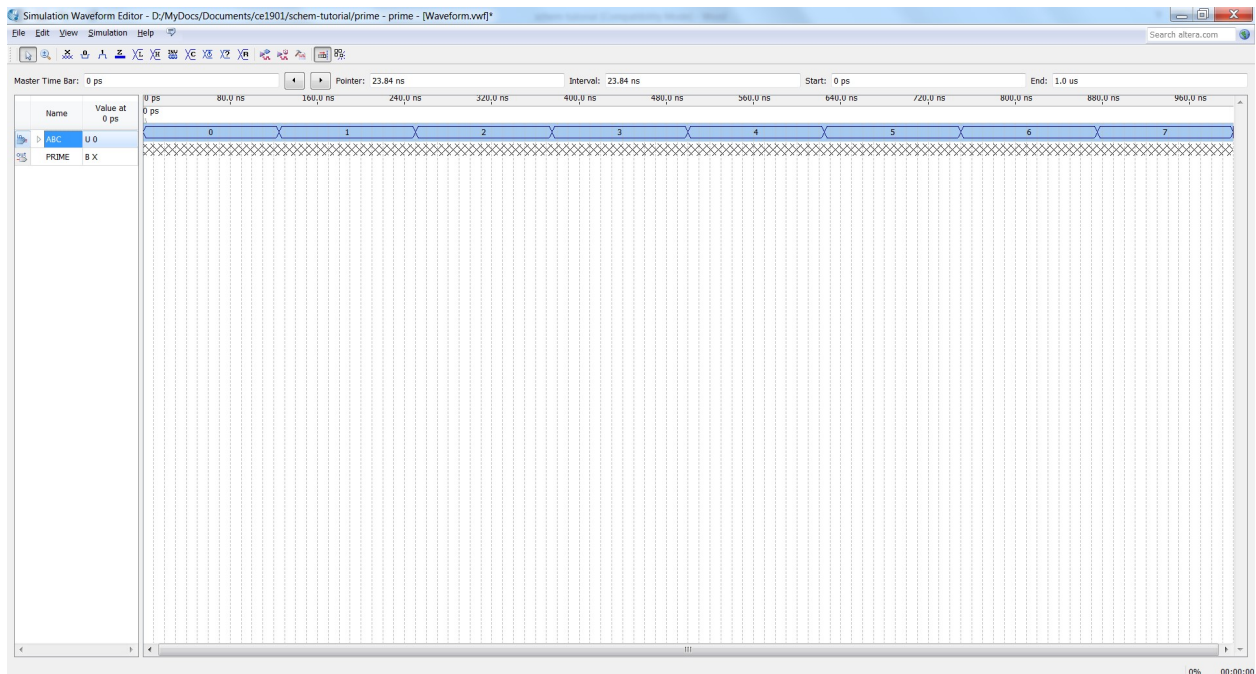 Simulation Waveform Editor - D:/MyDocs/Documents/ce1901/schem-tutorial/prime - prime - [Waveform.vwf]*
File Edit View Simulation Help
Search altera.com
Master Time Bar: 0 ps Pointer: 23.84 ns Interval: 23.84 ns Start: 0 ps End: 1.0 us
Name Value at 0 ps
0 ps 80.0 ns 160.0 ns 240.0 ns 320.0 ns 400.0 ns 480.0 ns 560.0 ns 640.0 ns 720.0 ns 800.0 ns 880.0 ns 960.0 ns
0 ps
ABC U 0 0 1 2 3 4 5 6 7
PRIME B X
0% 00:00:00